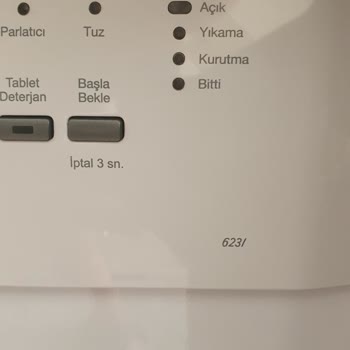 Parlatıcı
Tuz
Açık
Yıkama
Kurutma
Bitti
Tablet
Deterjan
Başla
Bekle
İptal 3 sn.
623I